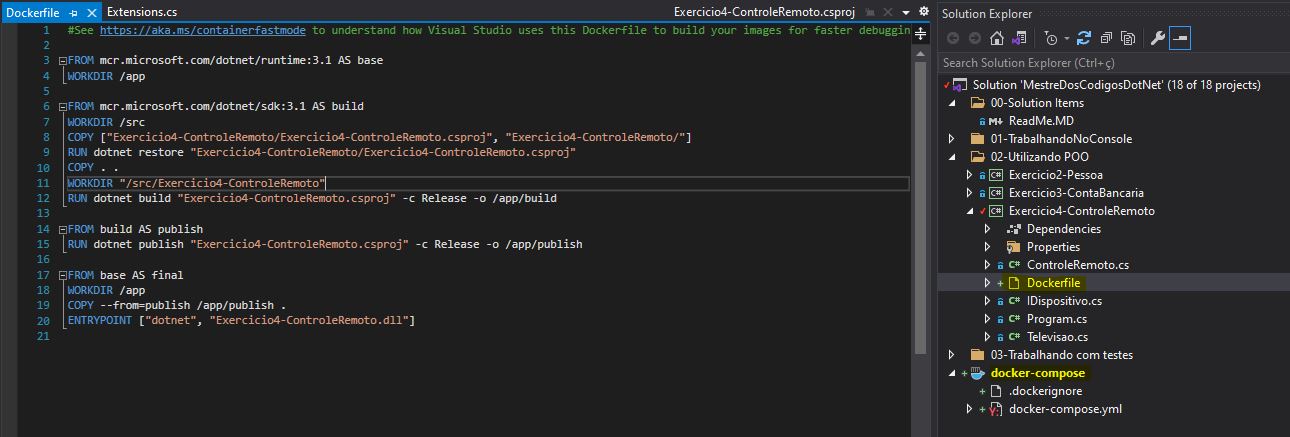 Dockerfile Extensions.cs Exercicio4-ControleRemoto.csproj
1 #See https://aka.ms/containerfastmode to understand how Visual Studio uses this Dockerfile to build your images for faster debuggin
2
3 FROM mcr.microsoft.com/dotnet/runtime:3.1 AS base
4 WORKDIR /app
5
6 FROM mcr.microsoft.com/dotnet/sdk:3.1 AS build
7 WORKDIR /src
8 COPY ["Exercicio4-ControleRemoto/Exercicio4-ControleRemoto.csproj", "Exercicio4-ControleRemoto/"]
9 RUN dotnet restore "Exercicio4-ControleRemoto/Exercicio4-ControleRemoto.csproj"
10 COPY . .
11 WORKDIR "/src/Exercicio4-ControleRemoto"
12 RUN dotnet build "Exercicio4-ControleRemoto.csproj" -c Release -o /app/build
13
14 FROM build AS publish
15 RUN dotnet publish "Exercicio4-ControleRemoto.csproj" -c Release -o /app/publish
16
17 FROM base AS final
18 WORKDIR /app
19 COPY --from=publish /app/publish .
20 ENTRYPOINT ["dotnet", "Exercicio4-ControleRemoto.dll"]
21
Solution Explorer
Search Solution Explorer (Ctrl+ç)
Solution 'MestreDosCodigosDotNet' (18 of 18 projects)
00-Solution Items
ReadMe.MD
01-TrabalhandoNoConsole
02-Utilizando POO
Exercicio2-Pessoa
Exercicio3-ContaBancaria
Exercicio4-ControleRemoto
Dependencies
Properties
C# ControleRemoto.cs
Dockerfile
C# IDispositivo.cs
C# Program.cs
C# Televisao.cs
03-Trabalhando com testes
docker-compose
.dockerignore
docker-compose.yml